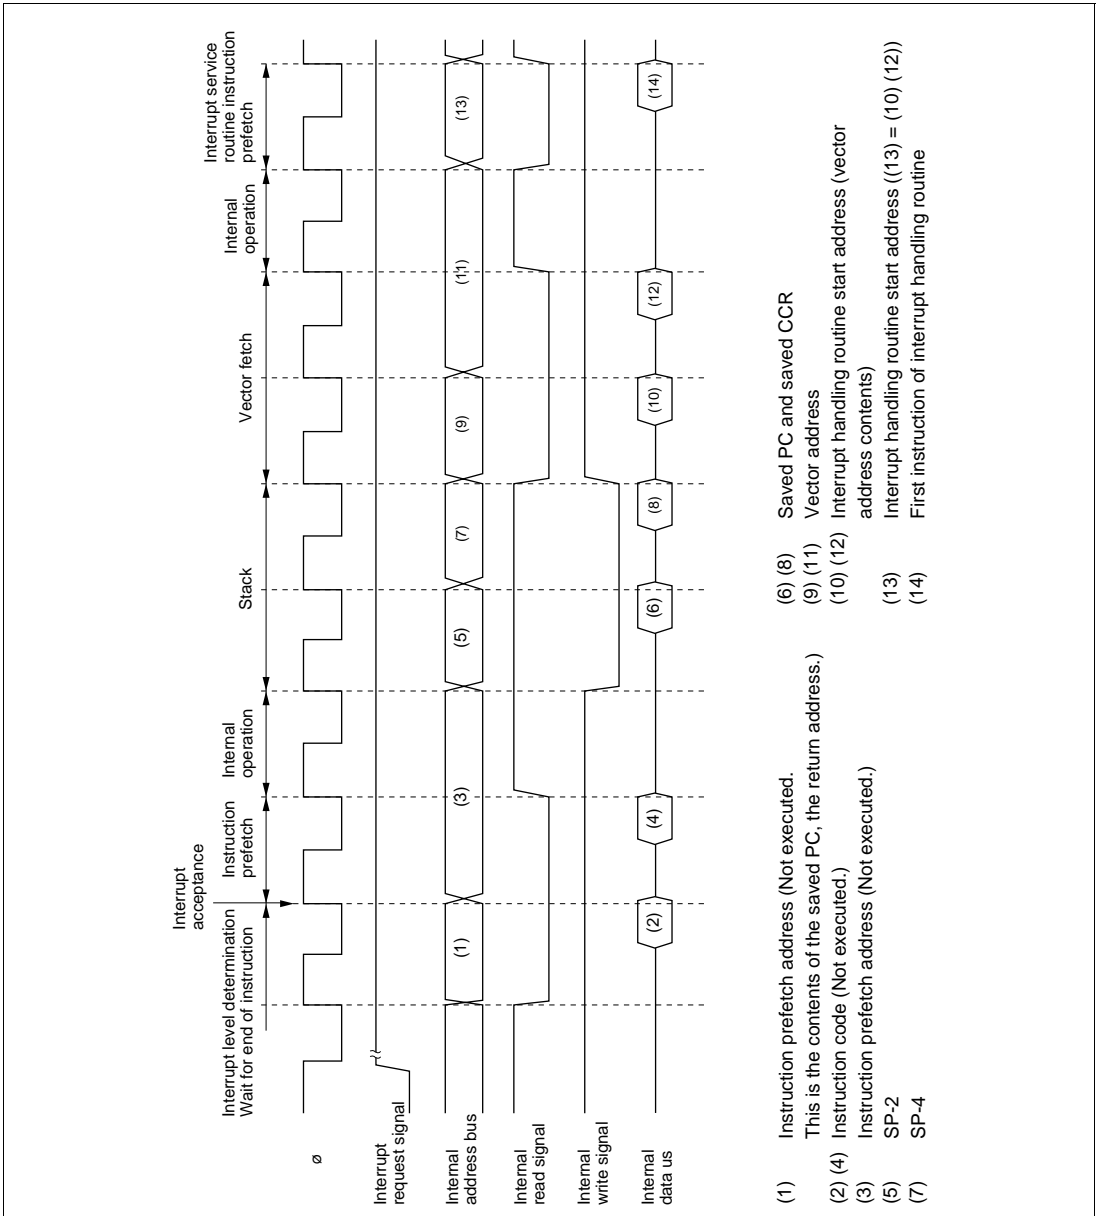 Interrupt
acceptance
Interrupt level determination
Wait for end of instruction
Instruction
prefetch
Internal
operation
Stack
Vector fetch
Internal
operation
Interrupt service
routine instruction
prefetch
ø
Interrupt
request signal
Internal
address bus
(1)
(3)
(5)
(7)
(9)
(11)
(13)
Internal
read signal
Internal
write signal
Internal
data us
(2)
(4)
(6)
(8)
(10)
(12)
(14)
(1) Instruction prefetch address (Not executed.
This is the contents of the saved PC, the return address.)
(2) (4) Instruction code (Not executed.)
(3) Instruction prefetch address (Not executed.)
(5) SP-2
(7) SP-4
(6) (8) Saved PC and saved CCR
(9) (11) Vector address
(10) (12) Interrupt handling routine start address (vector
address contents)
(13) Interrupt handling routine start address ((13) = (10) (12))
(14) First instruction of interrupt handling routine